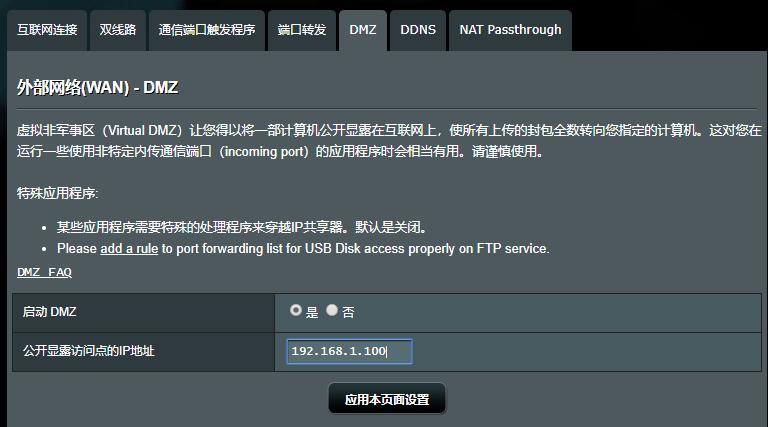 互联网连接 双线路 通信端口触发程序 端口转发 DMZ DDNS NAT Passthrough
外部网络(WAN) - DMZ
虚拟非军事区（Virtual DMZ）让您得以将一部计算机公开显露在互联网上，使所有上传的封包全数转向您指定的计算机。这对您在
运行一些使用非特定内传通信端口（incoming port）的应用程序时会相当有用。请谨慎使用。
特殊应用程序:
• 某些应用程序需要特殊的处理程序来穿越IP共享器。默认是关闭。
• Please add a rule to port forwarding list for USB Disk access properly on FTP service.
DMZ FAQ
启动 DMZ 是 否
公开显露访问点的IP地址 192.168.1.100
应用本页面设置